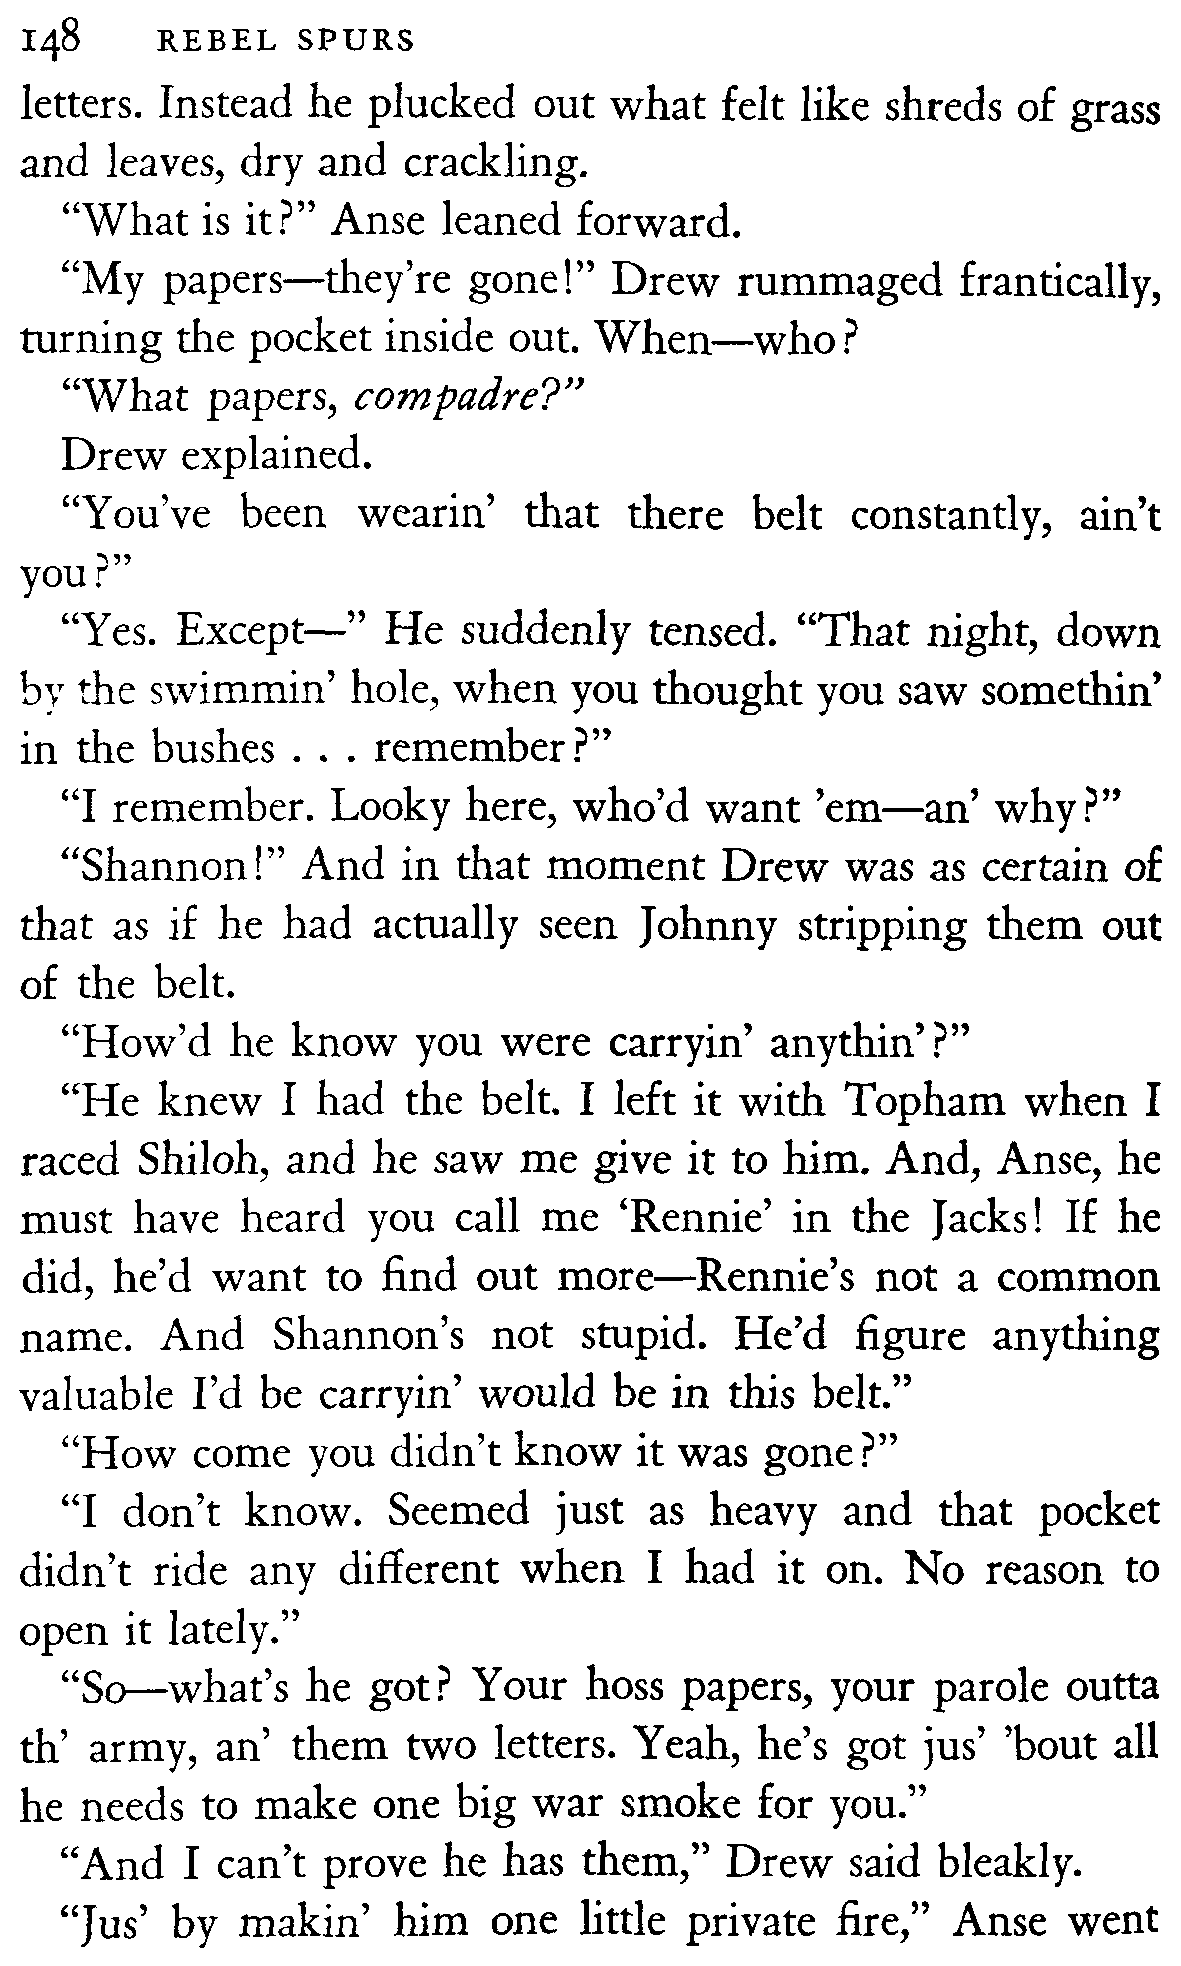 148 REBEL SPURS
letters. Instead he plucked out what felt like shreds of grass
and leaves, dry and crackling.
“What is it?” Anse leaned forward.
“My papers—they're gone!” Drew rummaged frantically,
turning the pocket inside out. When—who?
“What papers, compadre?”
Drew explained.
“You've been wearin’ that there belt constantly, ain't
you?”
“Yes. Except—” He suddenly tensed. “That night, down
by the swimmin’ hole, when you thought you saw somethin’
in the bushes . . . remember?”
“I remember. Looky here, who'd want ’em—an’ why?”
“Shannon!” And in that moment Drew was as certain of
that as if he had actually seen Johnny stripping them out
of the belt.
“How'd he know you were carryin’ anythin’?”
“He knew I had the belt. I left it with Topham when I
raced Shiloh, and he saw me give it to him. And, Anse, he
must have heard you call me ‘Rennie’ in the Jacks! If he
did, he'd want to find out more—Rennie's not a common
name. And Shannon's not stupid. He'd figure anything
valuable I'd be carryin’ would be in this belt.”
“How come you didn't know it was gone?”
“I don't know. Seemed just as heavy and that pocket
didn't ride any different when I had it on. No reason to
open it lately.”
“So—what's he got? Your hoss papers, your parole outta
th’ army, an’ them two letters. Yeah, he's got jus’ ’bout all
he needs to make one big war smoke for you.”
“And I can't prove he has them,” Drew said bleakly.
“Jus’ by makin’ him one little private fire,” Anse went